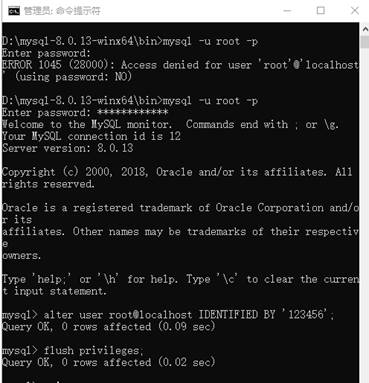 管理员: 命令提示符
D:\mysql-8.0.13-winx64\bin>mysql -u root -p
Enter password:
ERROR 1045 (28000): Access denied for user 'root'@'localhost
' (using password: NO)
D:\mysql-8.0.13-winx64\bin>mysql -u root -p
Enter password: ************
Welcome to the MySQL monitor.  Commands end with ; or \g.
Your MySQL connection id is 12
Server version: 8.0.13
Copyright (c) 2000, 2018, Oracle and/or its affiliates. All
rights reserved.
Oracle is a registered trademark of Oracle Corporation and/o
r its
affiliates. Other names may be trademarks of their respectiv
e
owners.
Type 'help;' or '\h' for help. Type '\c' to clear the curren
t input statement.
mysql> alter user root@localhost IDENTIFIED BY '123456';
Query OK, 0 rows affected (0.09 sec)
mysql> flush privileges;
Query OK, 0 rows affected (0.02 sec)